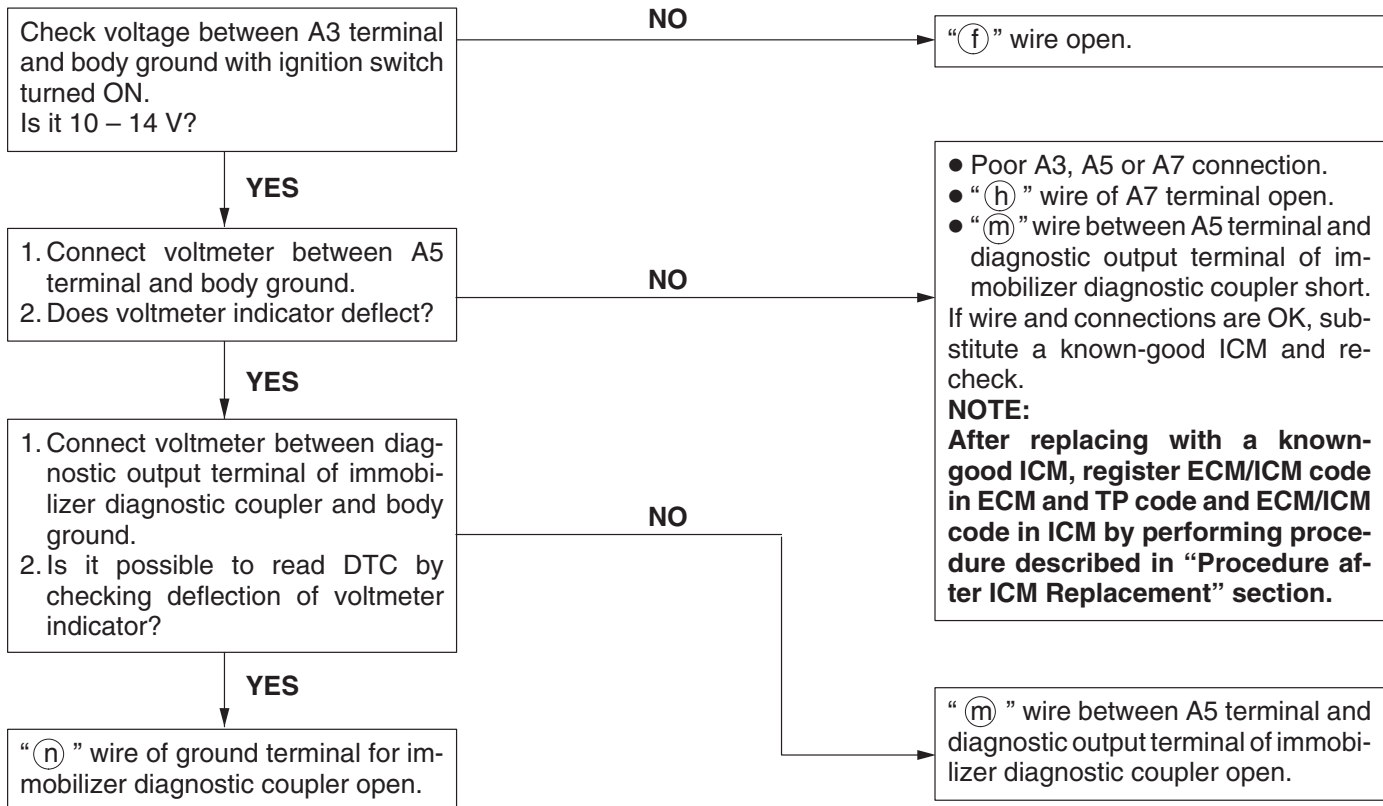 Check voltage between A3 terminal
and body ground with ignition switch
turned ON.
Is it 10 – 14 V?
NO
“ⓕ” wire open.
YES
1. Connect voltmeter between A5
terminal and body ground.
2. Does voltmeter indicator deflect?
NO
● Poor A3, A5 or A7 connection.
● “ⓗ” wire of A7 terminal open.
● “ⓜ” wire between A5 terminal and
diagnostic output terminal of im-
mobilizer diagnostic coupler short.
If wire and connections are OK, sub-
stitute a known-good ICM and re-
check.
NOTE:
After replacing with a known-
good ICM, register ECM/ICM code
in ECM and TP code and ECM/ICM
code in ICM by performing proce-
dure described in “Procedure af-
ter ICM Replacement” section.
YES
1. Connect voltmeter between diag-
nostic output terminal of immobi-
lizer diagnostic coupler and body
ground.
2. Is it possible to read DTC by
checking deflection of voltmeter
indicator?
NO
“ⓜ” wire between A5 terminal and
diagnostic output terminal of immobi-
lizer diagnostic coupler open.
YES
“ⓝ” wire of ground terminal for im-
mobilizer diagnostic coupler open.